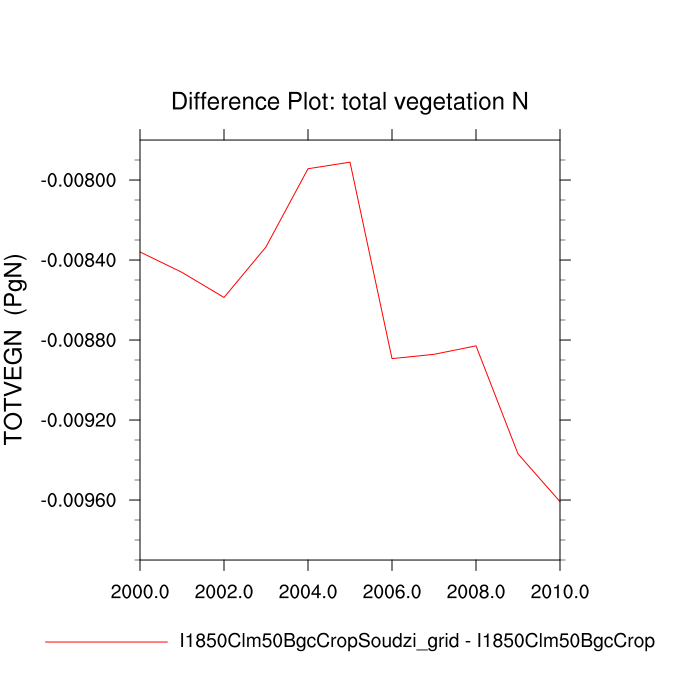 Difference Plot: total vegetation N
TOTVEGN (PgN)
-0.00800
-0.00840
-0.00880
-0.00920
-0.00960
2000.0 2002.0 2004.0 2006.0 2008.0 2010.0
I1850Clm50BgcCropSoudzi_grid - I1850Clm50BgcCrop